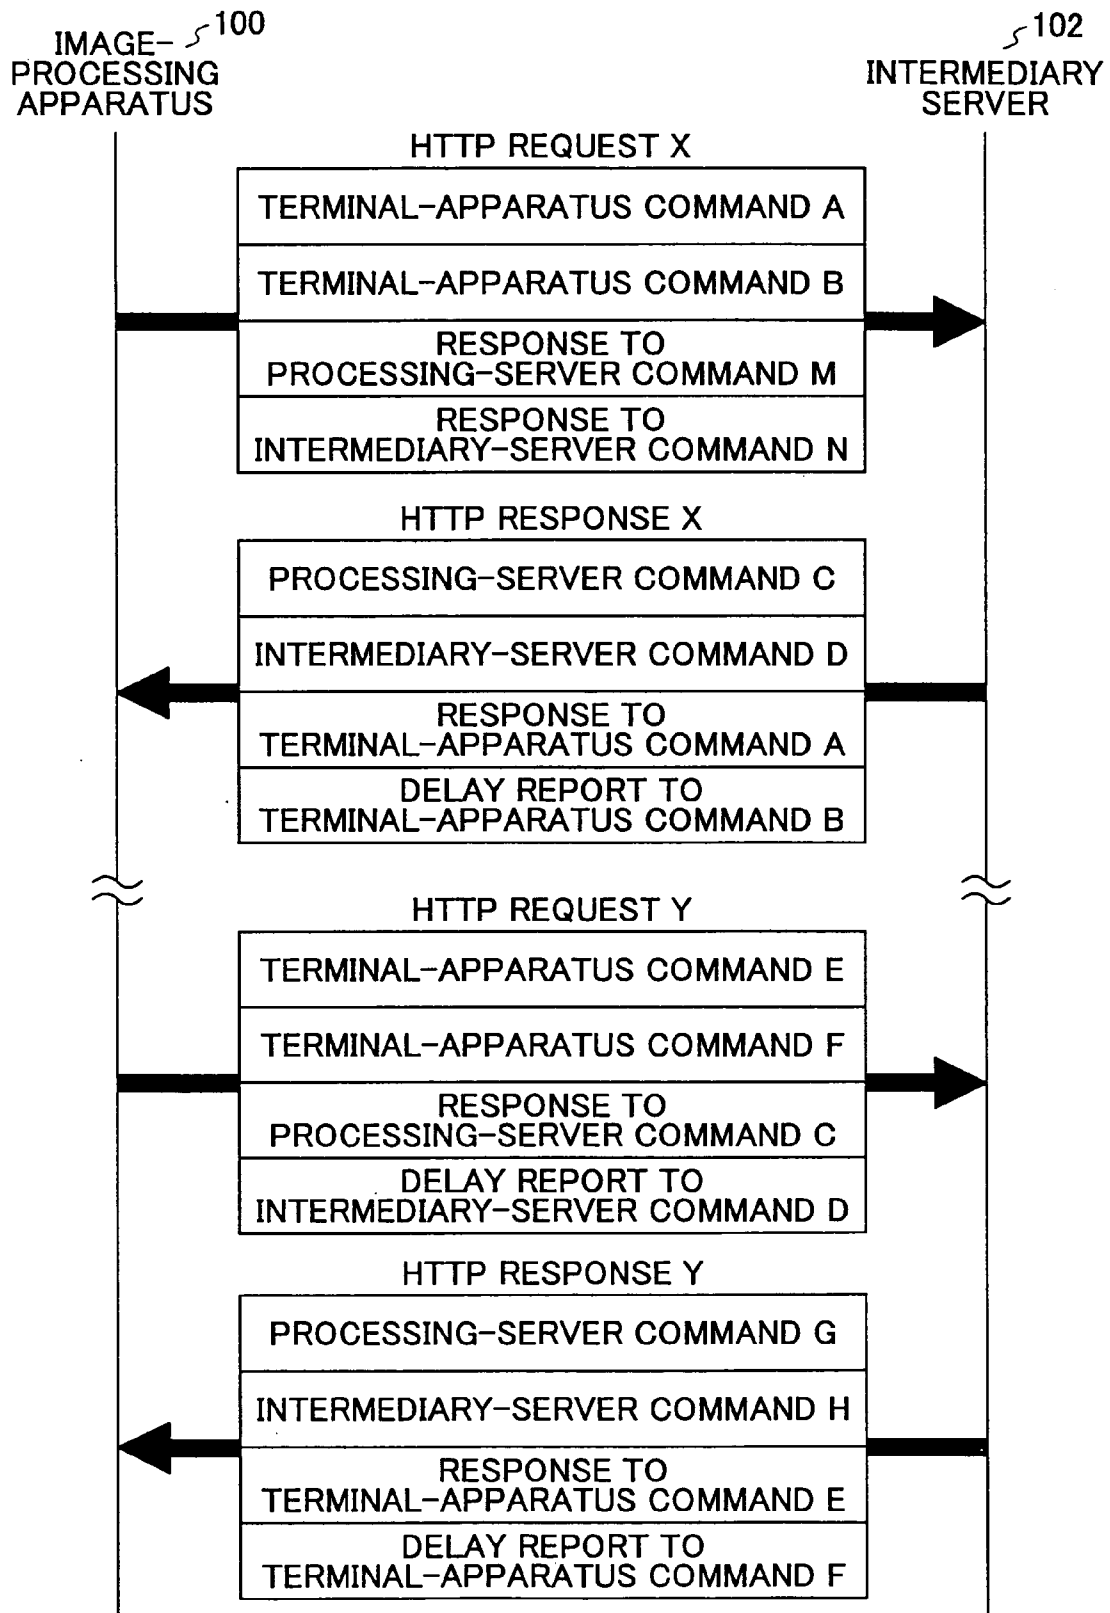 100
IMAGE-
PROCESSING
APPARATUS
102
INTERMEDIARY
SERVER
HTTP REQUEST X
TERMINAL-APPARATUS COMMAND A
TERMINAL-APPARATUS COMMAND B
RESPONSE TO
PROCESSING-SERVER COMMAND M
RESPONSE TO
INTERMEDIARY-SERVER COMMAND N
HTTP RESPONSE X
PROCESSING-SERVER COMMAND C
INTERMEDIARY-SERVER COMMAND D
RESPONSE TO
TERMINAL-APPARATUS COMMAND A
DELAY REPORT TO
TERMINAL-APPARATUS COMMAND B
HTTP REQUEST Y
TERMINAL-APPARATUS COMMAND E
TERMINAL-APPARATUS COMMAND F
RESPONSE TO
PROCESSING-SERVER COMMAND C
DELAY REPORT TO
INTERMEDIARY-SERVER COMMAND D
HTTP RESPONSE Y
PROCESSING-SERVER COMMAND G
INTERMEDIARY-SERVER COMMAND H
RESPONSE TO
TERMINAL-APPARATUS COMMAND E
DELAY REPORT TO
TERMINAL-APPARATUS COMMAND F